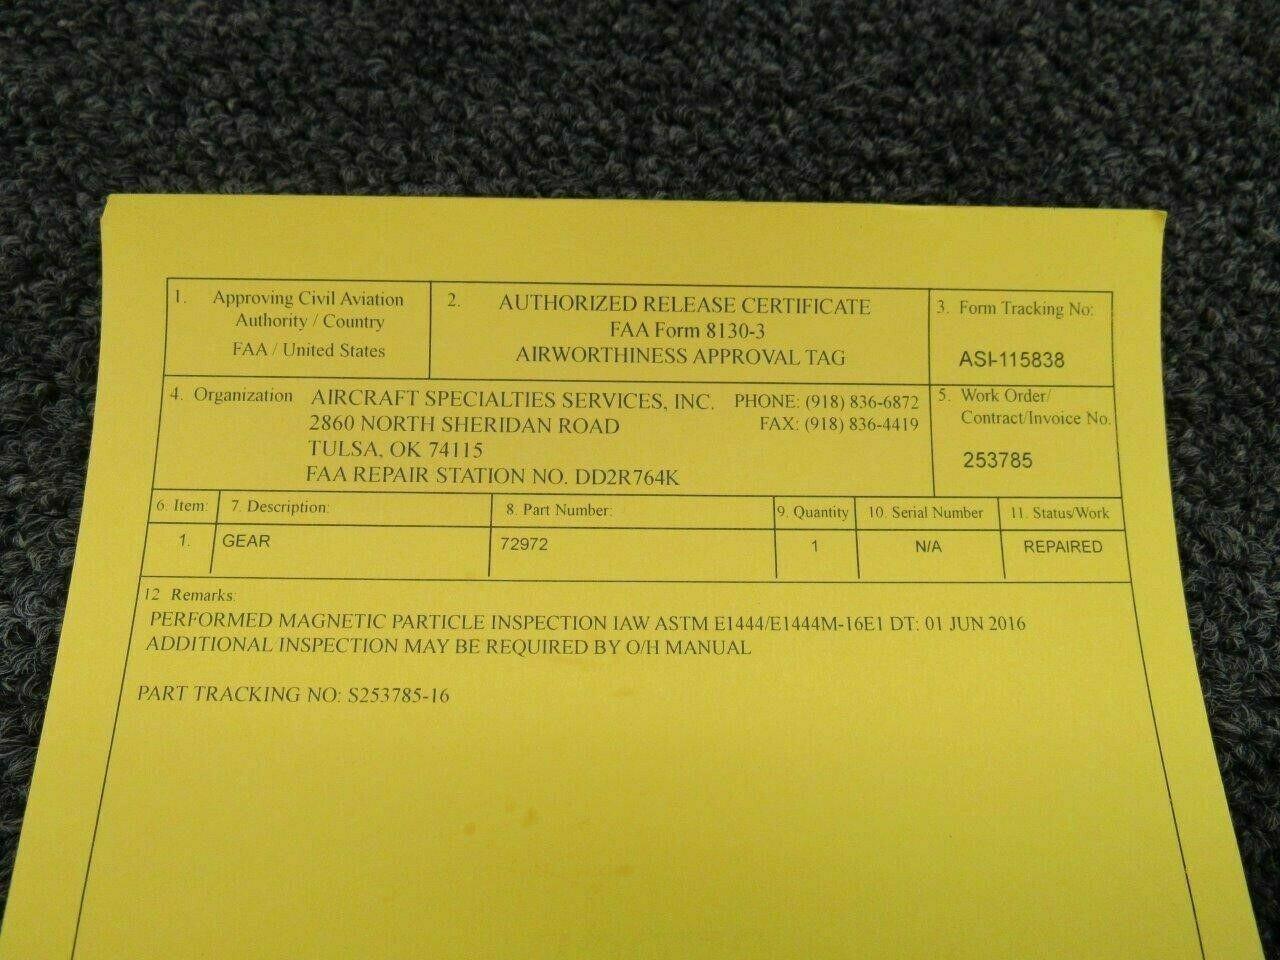 1. Approving Civil Aviation
Authority / Country
FAA / United States
2. AUTHORIZED RELEASE CERTIFICATE
FAA Form 8130-3
AIRWORTHINESS APPROVAL TAG
3. Form Tracking No:
ASI-115838
4. Organization AIRCRAFT SPECIALTIES SERVICES, INC. PHONE: (918) 836-6872
2860 NORTH SHERIDAN ROAD FAX: (918) 836-4419
TULSA, OK 74115
FAA REPAIR STATION NO. DD2R764K
5. Work Order/
Contract/Invoice No.
253785
6. Item: 7. Description: 8. Part Number: 9. Quantity 10. Serial Number 11. Status/Work
1. GEAR 72972 1 N/A REPAIRED
12 Remarks:
PERFORMED MAGNETIC PARTICLE INSPECTION IAW ASTM E1444/E1444M-16E1 DT: 01 JUN 2016
ADDITIONAL INSPECTION MAY BE REQUIRED BY O/H MANUAL
PART TRACKING NO: S253785-16